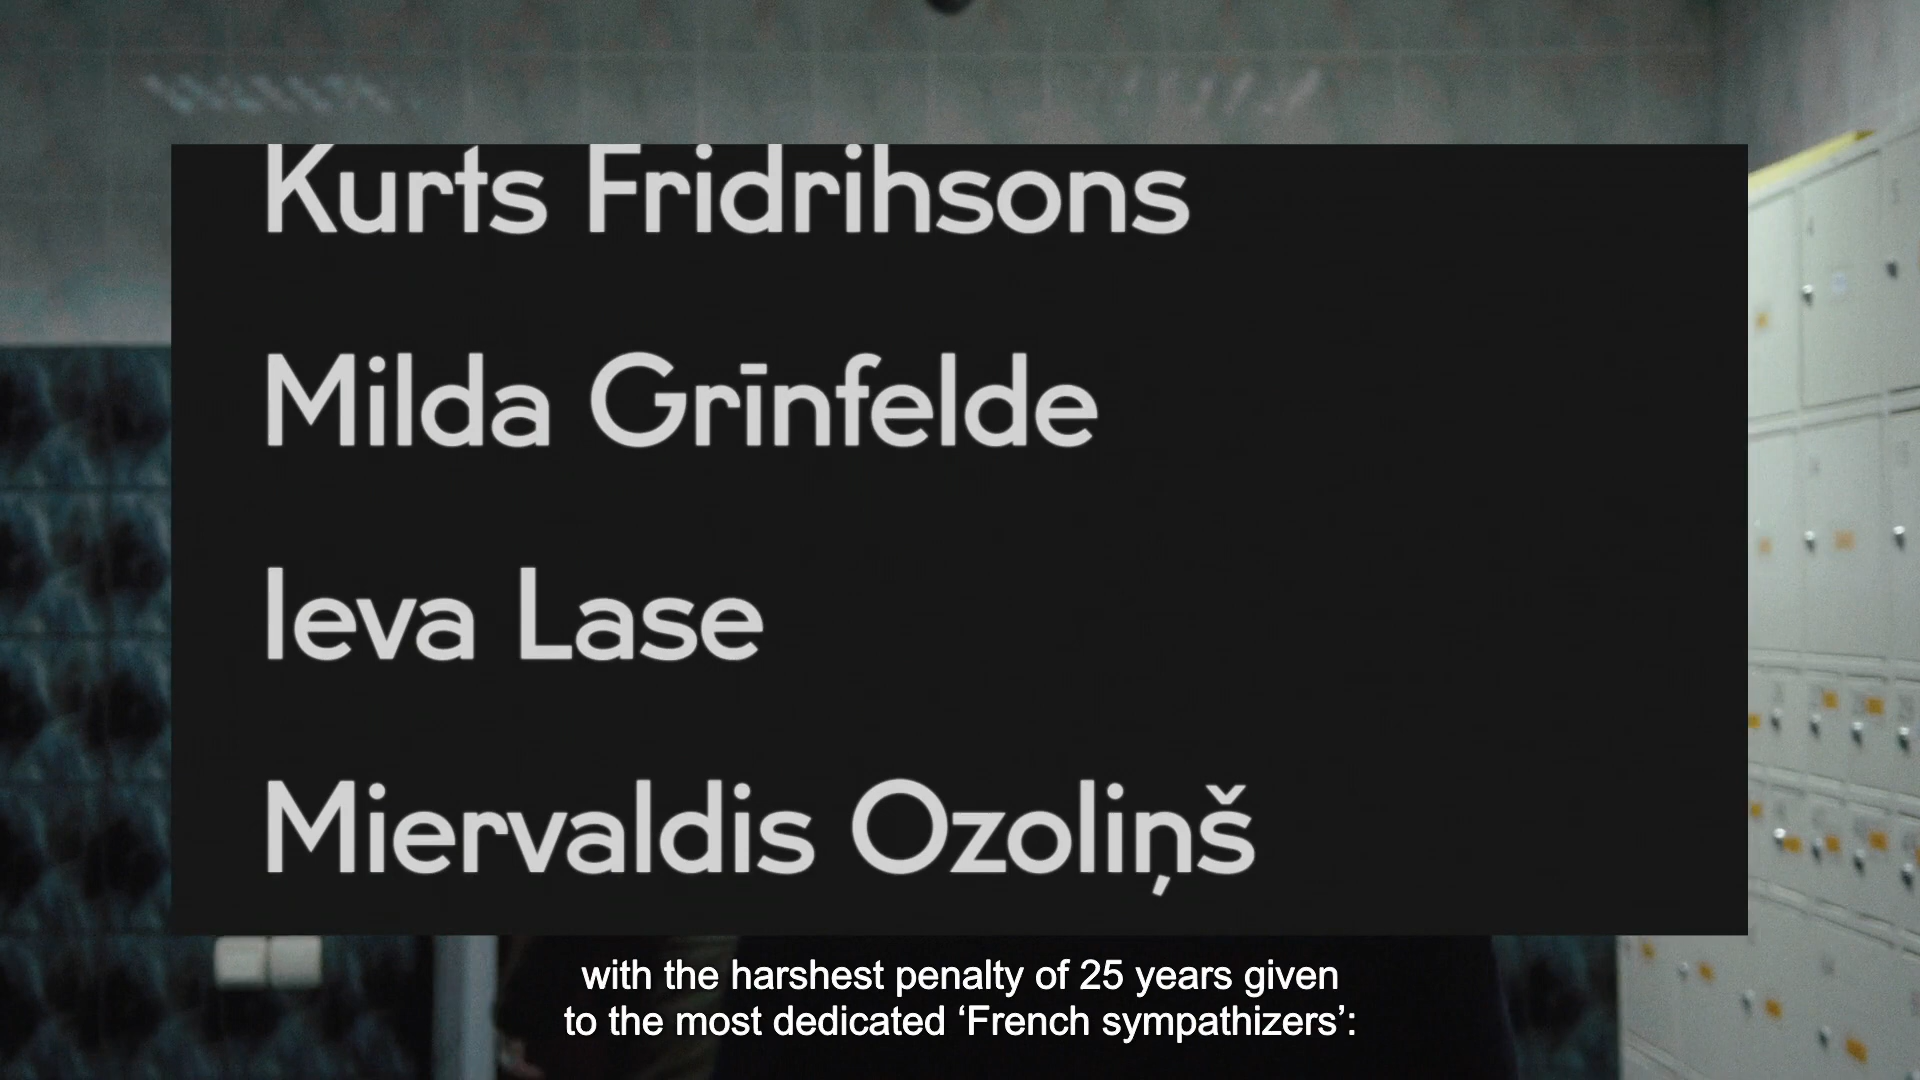 Kurts Fridrihsons
Milda Grīnfelde
Ieva Lase
Miervaldis Ozoliņš
with the harshest penalty of 25 years given
to the most dedicated ‘French sympathizers’: